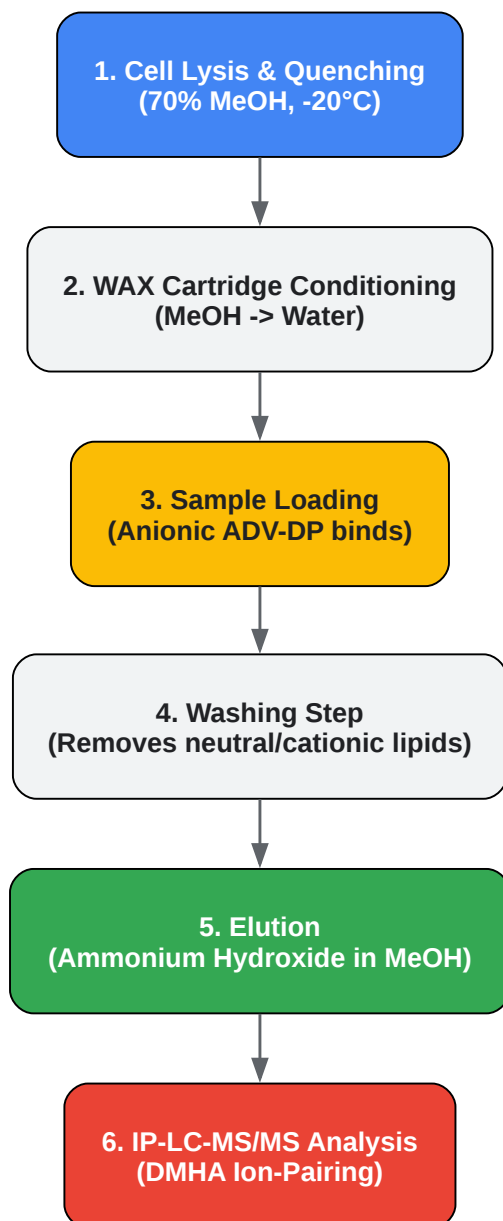 1. Cell Lysis & Quenching
(70% MeOH, -20°C)
2. WAX Cartridge Conditioning
(MeOH -> Water)
3. Sample Loading
(Anionic ADV-DP binds)
4. Washing Step
(Removes neutral/cationic lipids)
5. Elution
(Ammonium Hydroxide in MeOH)
6. IP-LC-MS/MS Analysis
(DMHA Ion-Pairing)